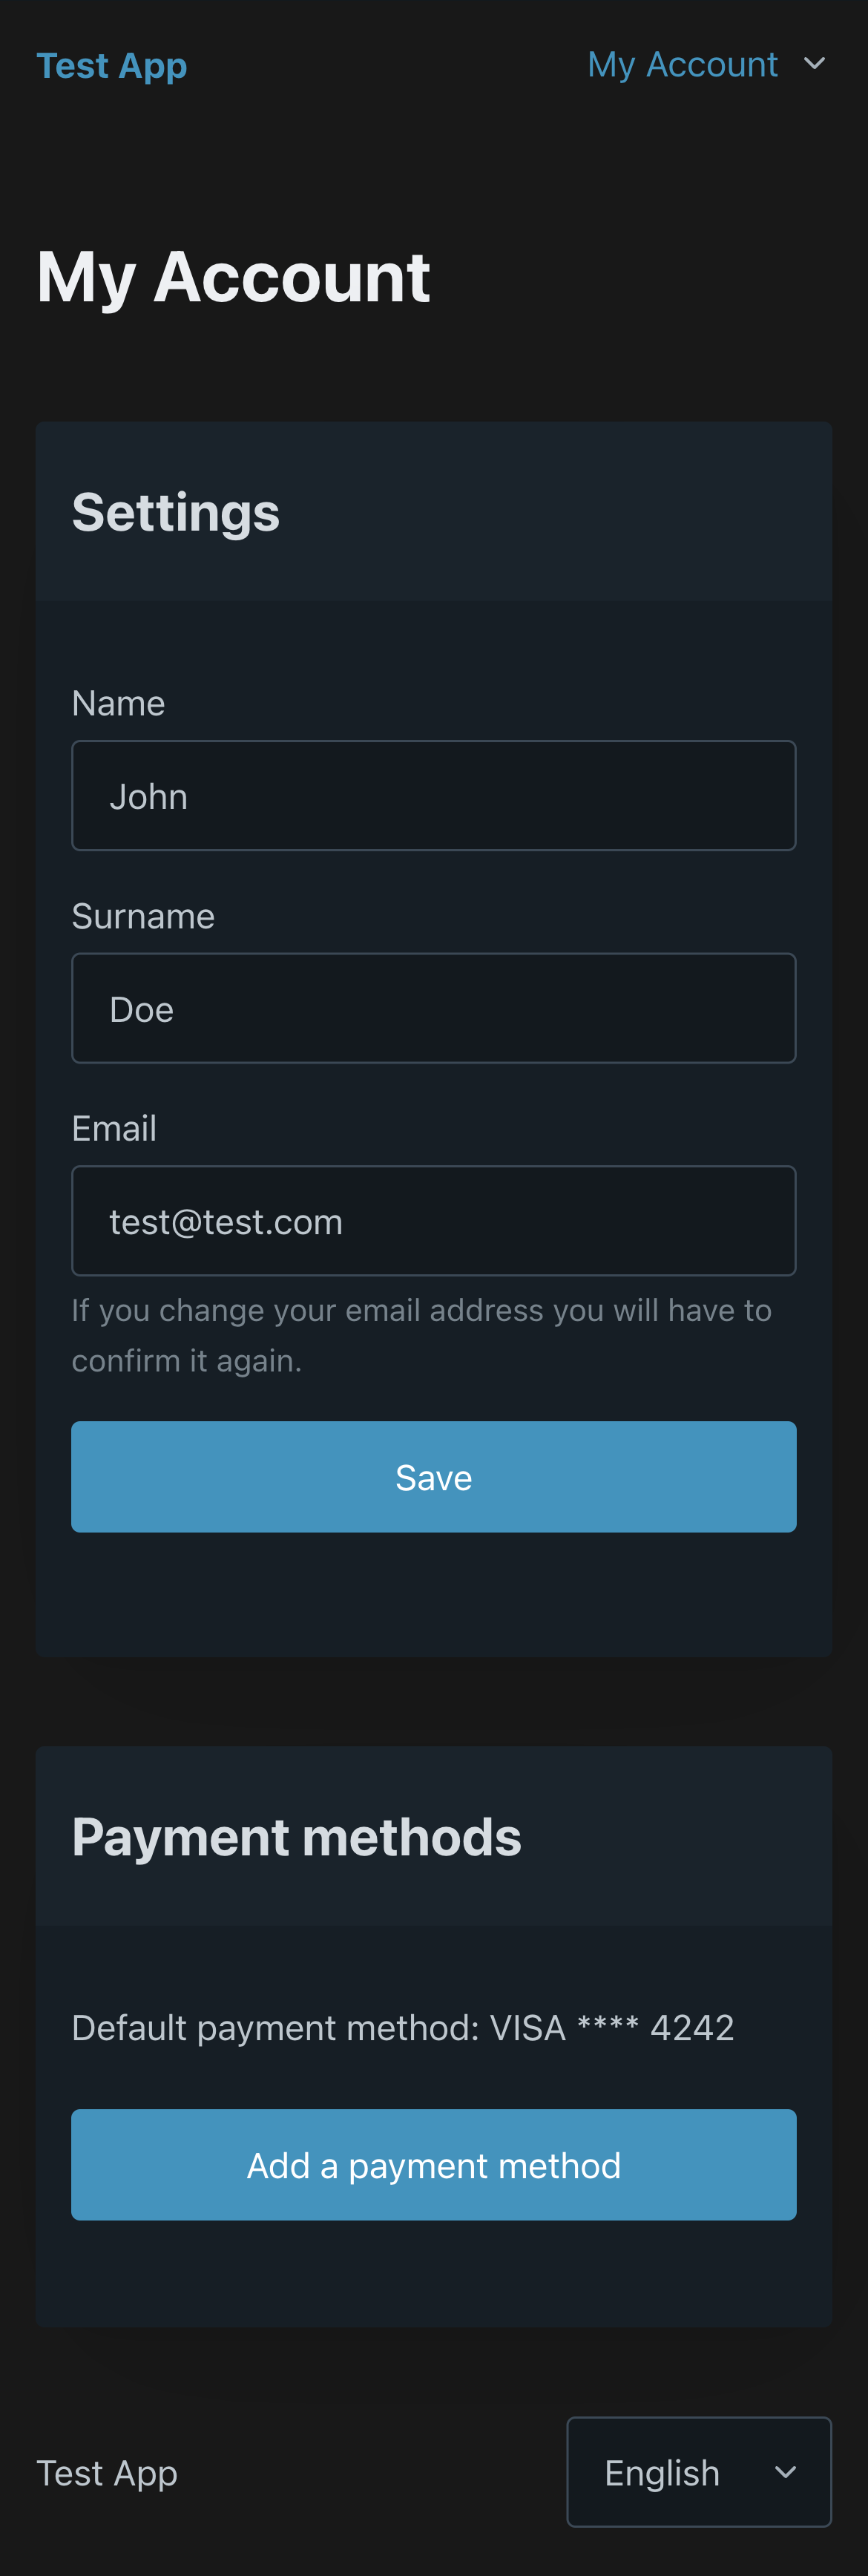 Test App
My Account
My Account
Settings
Name
John
Surname
Doe
Email
test@test.com
If you change your email address you will have to
confirm it again.
Save
Payment methods
Default payment method: VISA **** 4242
Add a payment method
Test App
English